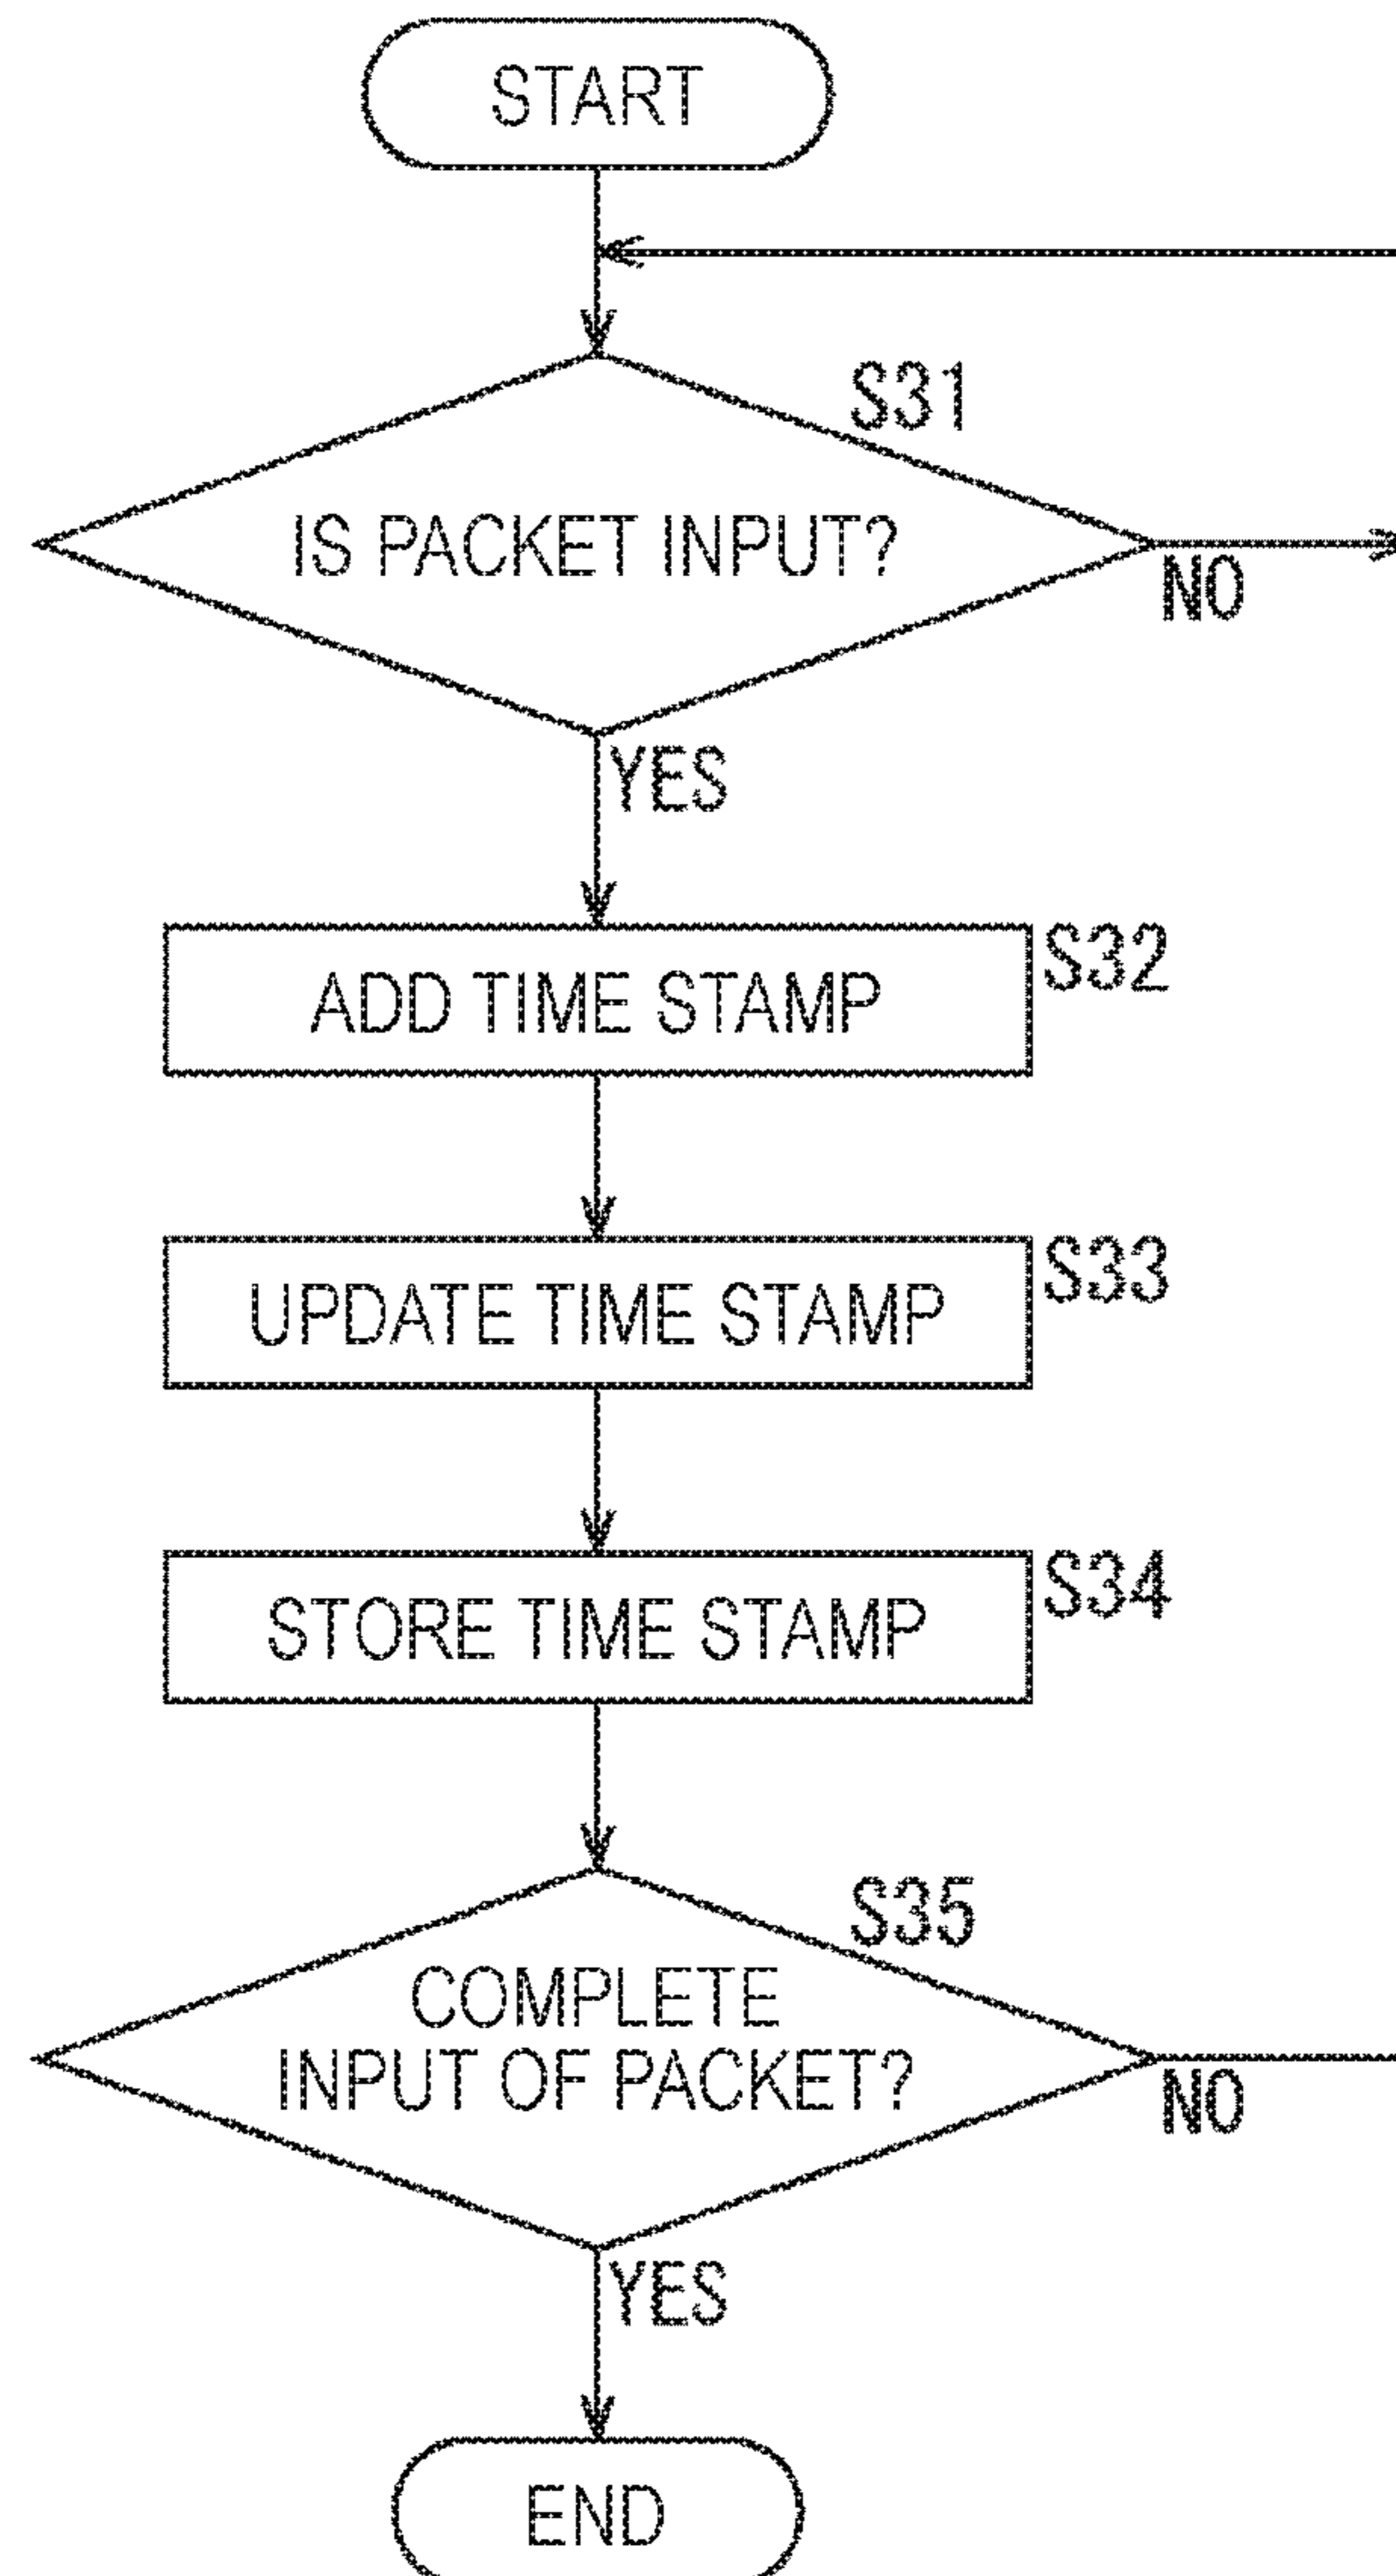 START
S31
IS PACKET INPUT?
NO
YES
S32
ADD TIME STAMP
S33
UPDATE TIME STAMP
S34
STORE TIME STAMP
S35
COMPLETE
INPUT OF PACKET?
NO
YES
END